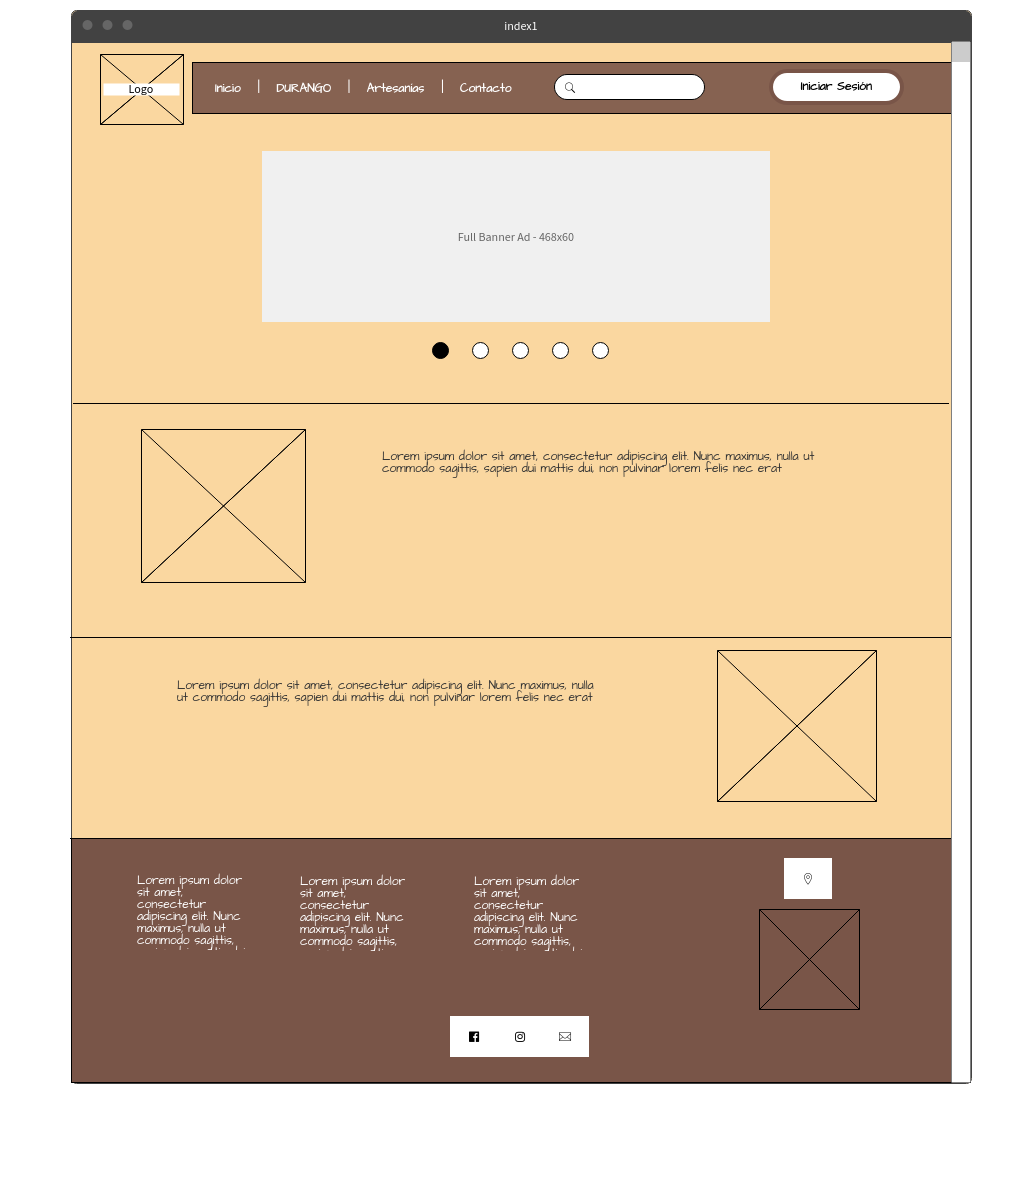 index1
Logo
Inicio | DURANGO | Artesanías | Contacto
Iniciar Sesión
Full Banner Ad - 468x60
Lorem ipsum dolor sit amet, consectetur adipiscing elit. Nunc maximus, nulla ut
commodo sagittis, sapien dui mattis dui, non pulvinar lorem felis nec erat
Lorem ipsum dolor sit amet, consectetur adipiscing elit. Nunc maximus, nulla
ut commodo sagittis, sapien dui mattis dui, non pulvinar lorem felis nec erat
Lorem ipsum dolor
sit amet,
consectetur
adipiscing elit. Nunc
maximus, nulla ut
commodo sagittis,
Lorem ipsum dolor
sit amet,
consectetur
adipiscing elit. Nunc
maximus, nulla ut
commodo sagittis,
Lorem ipsum dolor
sit amet,
consectetur
adipiscing elit. Nunc
maximus, nulla ut
commodo sagittis,